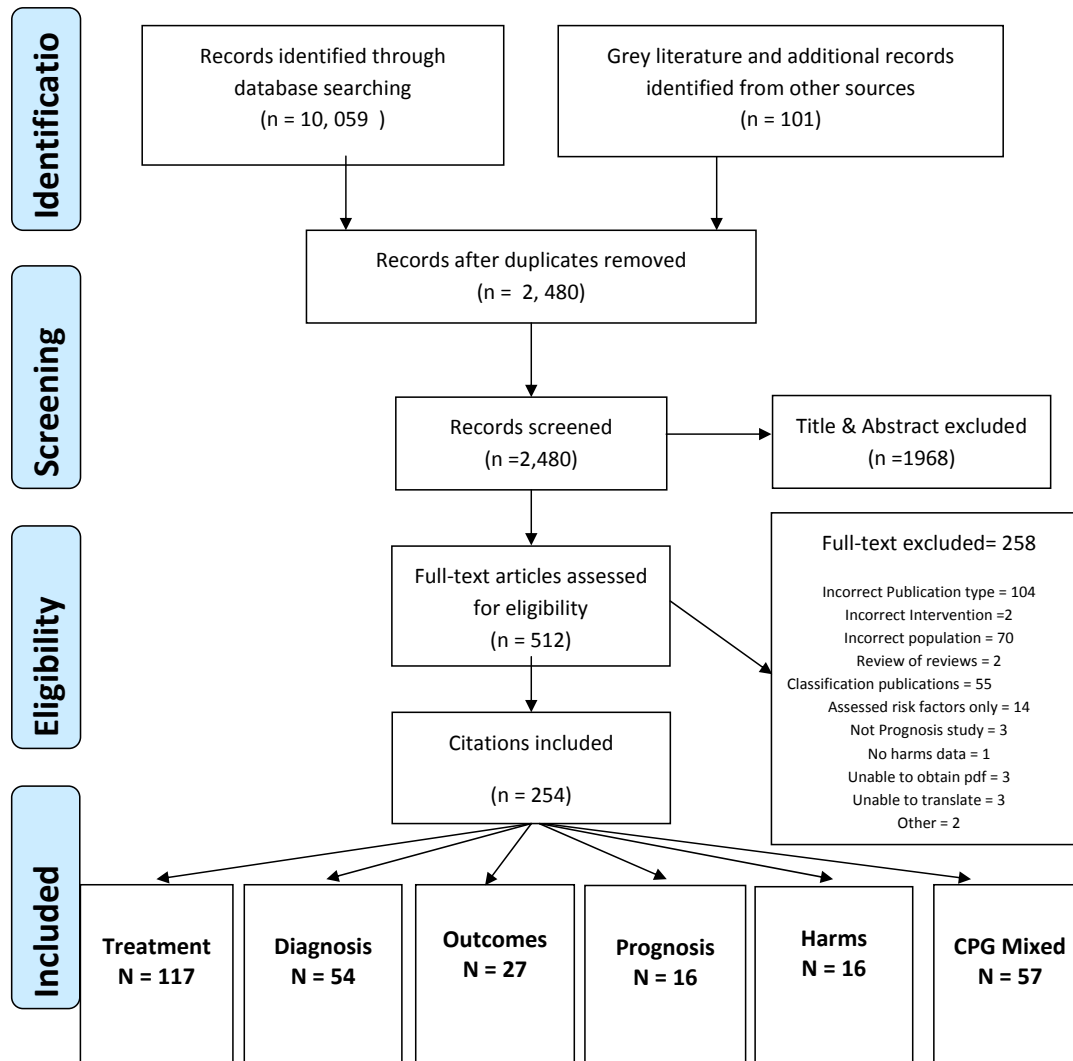 Identificatio
Records identified through
database searching
(n = 10, 059  )
Grey literature and additional records
identified from other sources
(n = 101)
Records after duplicates removed
(n =  2, 480)
Screening
Records screened
(n =2,480)
Title & Abstract excluded
(n =1968)
Eligibility
Full-text articles assessed
for eligibility
(n = 512)
Full-text excluded= 258
Incorrect Publication type = 104
Incorrect Intervention =2
Incorrect population = 70
Review of reviews = 2
Classification publications = 55
Assessed risk factors only = 14
Not Prognosis study = 3
No harms data = 1
Unable to obtain pdf = 3
Unable to translate = 3
Other = 2
Citations included
(n = 254)
Included
Treatment
N = 117
Diagnosis
N = 54
Outcomes
N = 27
Prognosis
N = 16
Harms
N = 16
CPG Mixed
N = 57